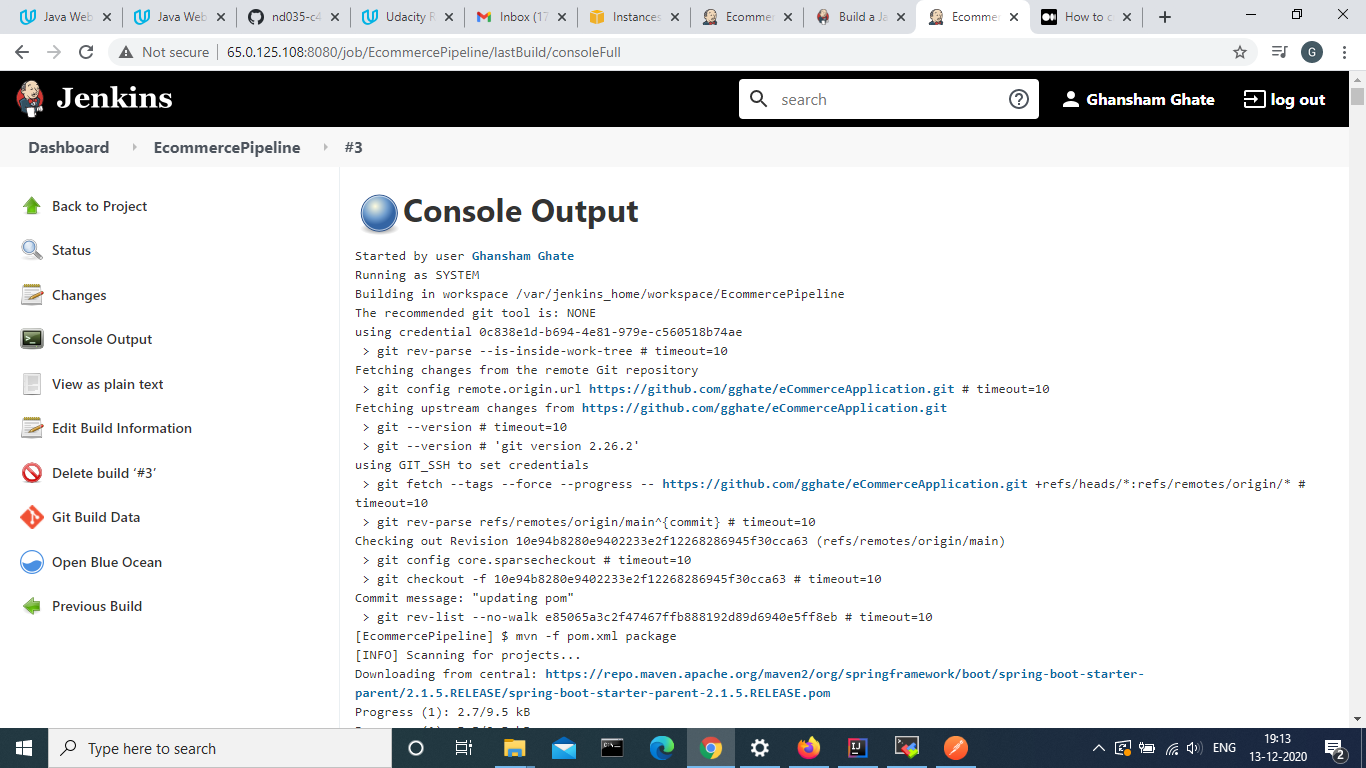 Java Web
Java Web
nd035-c4
Udacity R
Inbox (17
Instances
Ecommer
Build a Ja
Ecommer
How to c
Not secure
65.0.125.108:8080/job/EcommercePipeline/lastBuild/consoleFull
G
Jenkins
search
Ghansham Ghate
log out
Dashboard
EcommercePipeline
#3
Back to Project
Status
Changes
Console Output
View as plain text
Edit Build Information
Delete build ‘#3’
Git Build Data
Open Blue Ocean
Previous Build
Console Output
Started by user Ghansham Ghate
Running as SYSTEM
Building in workspace /var/jenkins_home/workspace/EcommercePipeline
The recommended git tool is: NONE
using credential 0c838e1d-b694-4e81-979e-c560518b74ae
> git rev-parse --is-inside-work-tree # timeout=10
Fetching changes from the remote Git repository
> git config remote.origin.url https://github.com/gghate/eCommerceApplication.git # timeout=10
Fetching upstream changes from https://github.com/gghate/eCommerceApplication.git
> git --version # timeout=10
> git --version # 'git version 2.26.2'
using GIT_SSH to set credentials
> git fetch --tags --force --progress -- https://github.com/gghate/eCommerceApplication.git +refs/heads/*:refs/remotes/origin/* #
timeout=10
> git rev-parse refs/remotes/origin/main^{commit} # timeout=10
Checking out Revision 10e94b8280e9402233e2f12268286945f30cca63 (refs/remotes/origin/main)
> git config core.sparsecheckout # timeout=10
> git checkout -f 10e94b8280e9402233e2f12268286945f30cca63 # timeout=10
Commit message: "updating pom"
> git rev-list --no-walk e85065a3c2f47467ffb888192d89d6940e5ff8eb # timeout=10
[EcommercePipeline] $ mvn -f pom.xml package
[INFO] Scanning for projects...
Downloading from central: https://repo.maven.apache.org/maven2/org/springframework/boot/spring-boot-starter-
parent/2.1.5.RELEASE/spring-boot-starter-parent-2.1.5.RELEASE.pom
Progress (1): 2.7/9.5 kB
Type here to search
ENG
19:13
13-12-2020
2